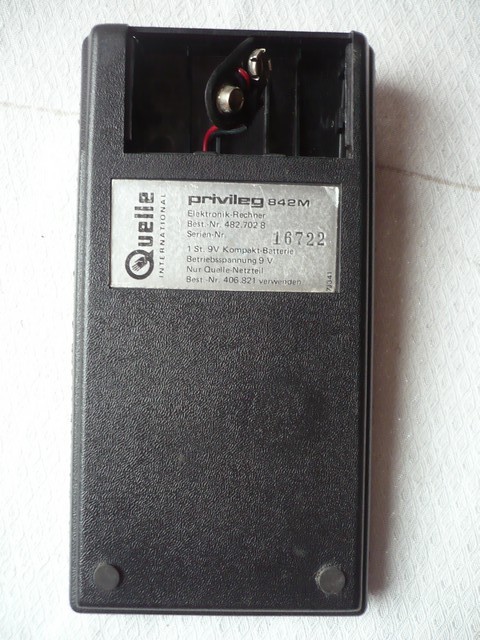 Quelle
INTERNATIONAL
privileg 842M
Elektronik-Rechner
Best.-Nr. 482.702 8
Serien-Nr. 16722
1 St. 9V Kompakt-Batterie
Betriebsspannung 9 V
Nur Quelle-Netzteil
Best.-Nr. 406.821 verwenden